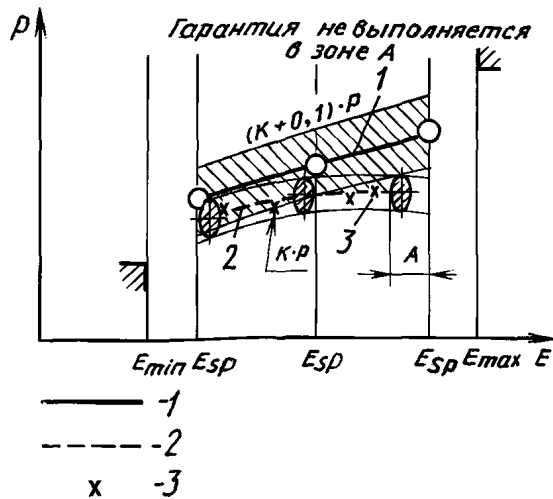 p
Гарантия не выполняется
в зоне А
(К+0,1)·Р
1
2
К·Р
3
А
Emin Esp Esp Esp Emax E
-1
-2
x -3